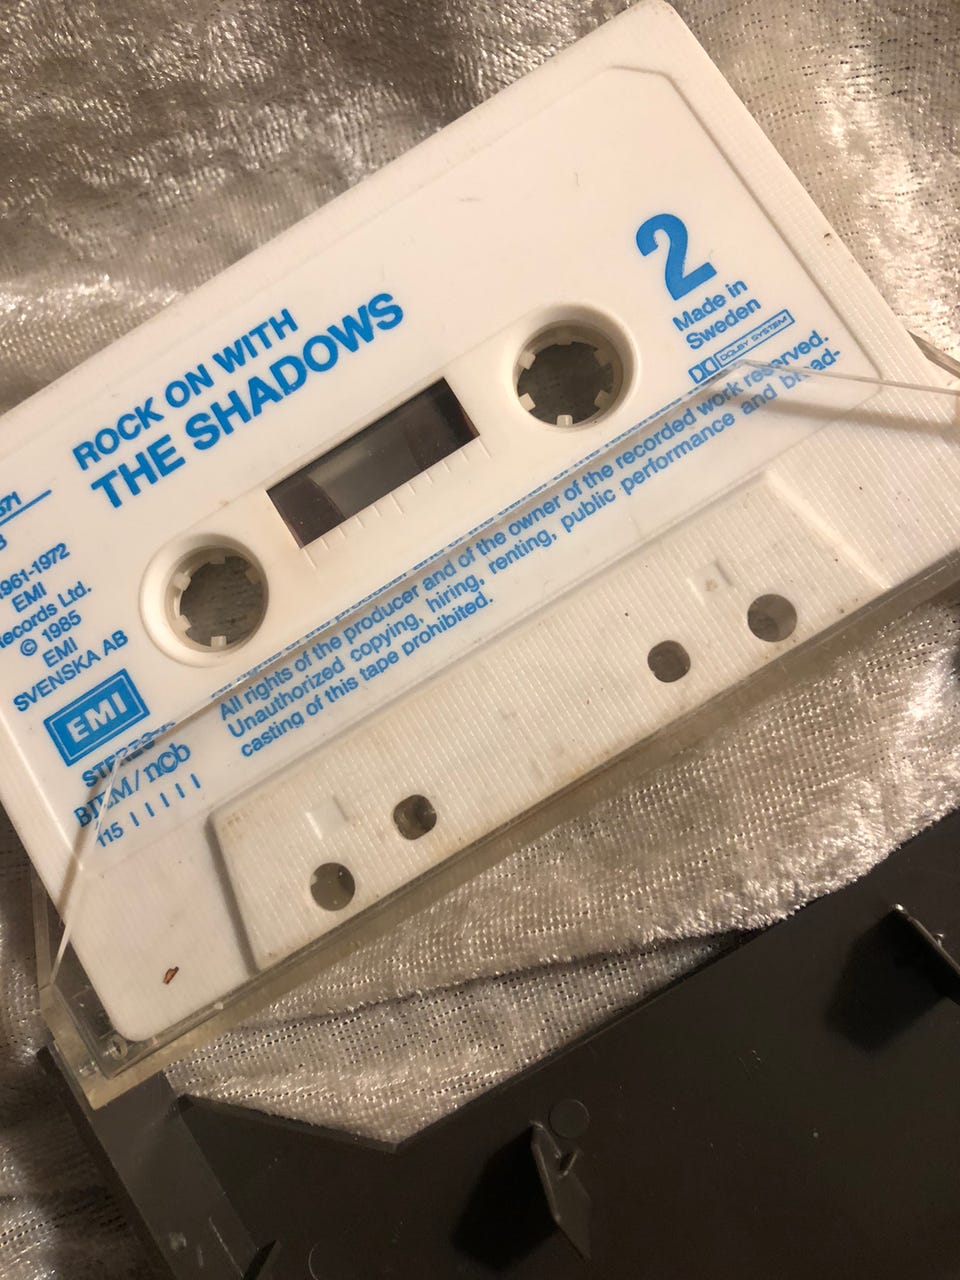 ROCK ON WITH
THE SHADOWS
2
Made in
Sweden
DOLBY SYSTEM
1961-1972
EMI
Records Ltd.
© 1985
EMI
SVENSKA AB
EMI
STEREO
BIEM/ncb
115 | | | | |
All rights of the producer and of the owner of the recorded work reserved.
Unauthorized copying, hiring, renting, public performance and broad-
casting of this tape prohibited.